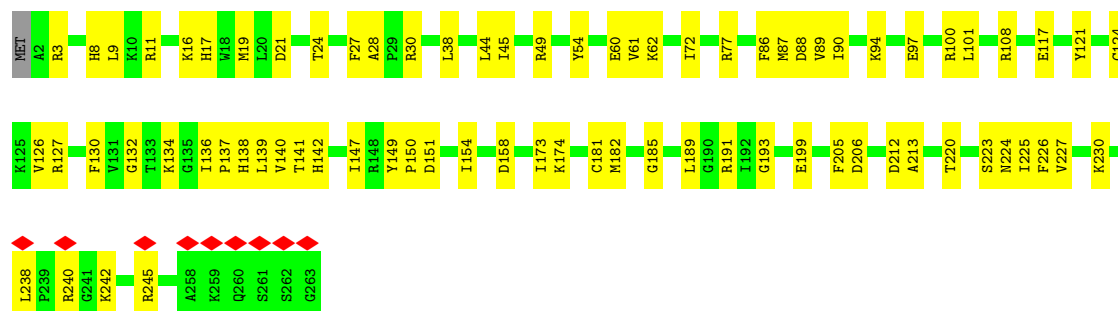 MET A2 R3 H8 L9 K10 R11 K16 H17 W18 M19 L20 D21 T24 F27 A28 P29 R30 L38 L44 I45 R49 Y54 E60 V61 K62 I72 R77 F86 M87 D88 V89 I90 K94 E97 R100 L101 R108 E117 Y121 G124
K125 V126 R127 F130 V131 G132 T133 K134 G135 I136 P137 H138 L139 V140 T141 H142 I147 R148 Y149 P150 D151 I154 D158 I173 K174 C181 M182 G185 L189 G190 R191 I192 G193 E199 F205 D206 D212 A213 T220 S223 N224 I225 F226 V227 K230
L238 P239 R240 G241 K242 R245 A258 K259 Q260 S261 S262 G263